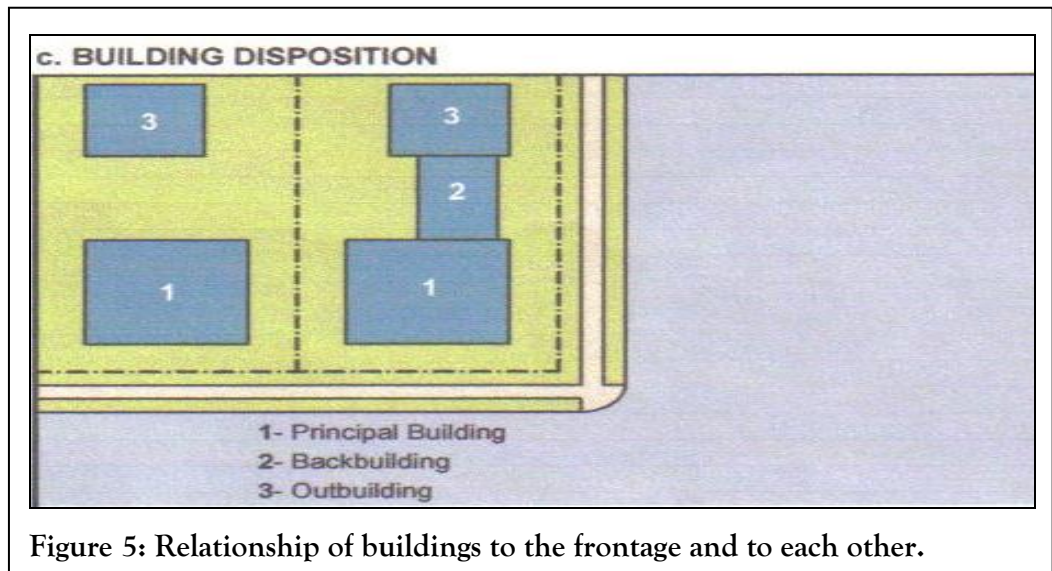 c. BUILDING DISPOSITION
3
3
2
1
1
1- Principal Building
2- Backbuilding
3- Outbuilding
Figure 5: Relationship of buildings to the frontage and to each other.